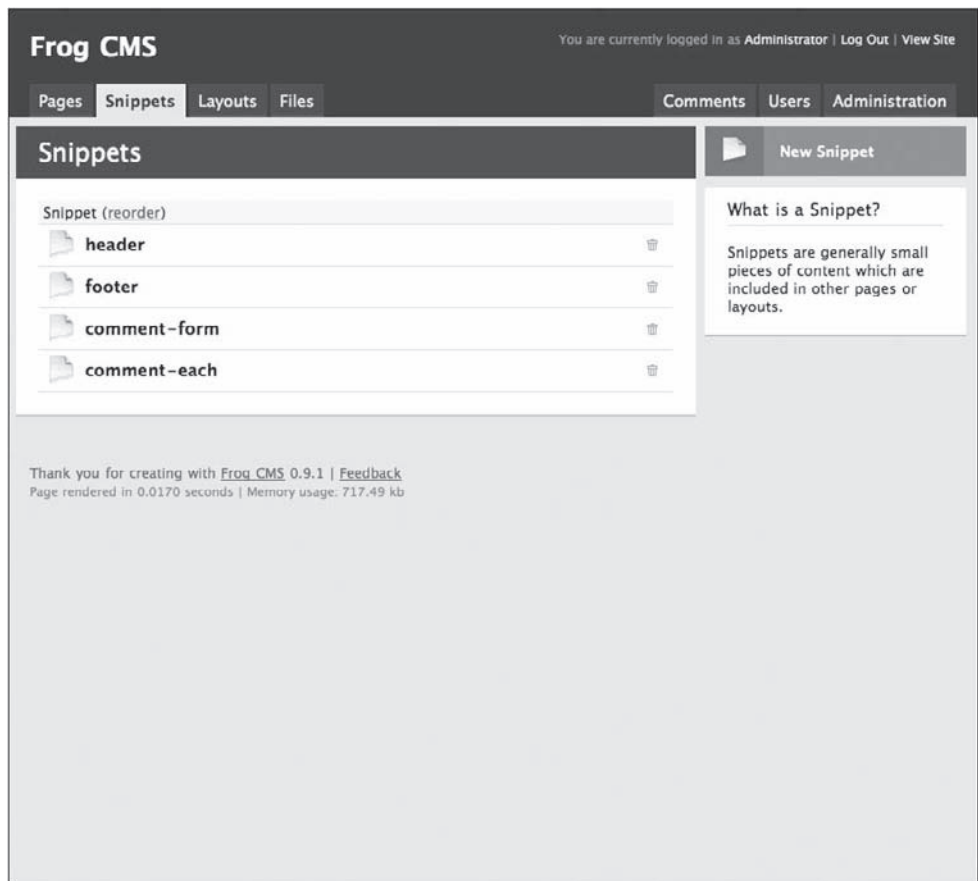 Frog CMS
You are currently logged in as Administrator | Log Out | View Site
Pages Snippets Layouts Files
Comments Users Administration
Snippets
Snippet (reorder)
header
footer
comment-form
comment-each
New Snippet
What is a Snippet?
Snippets are generally small
pieces of content which are
included in other pages or
layouts.
Thank you for creating with Frog CMS 0.9.1 | Feedback
Page rendered in 0.0170 seconds | Memory usage: 717.49 kb